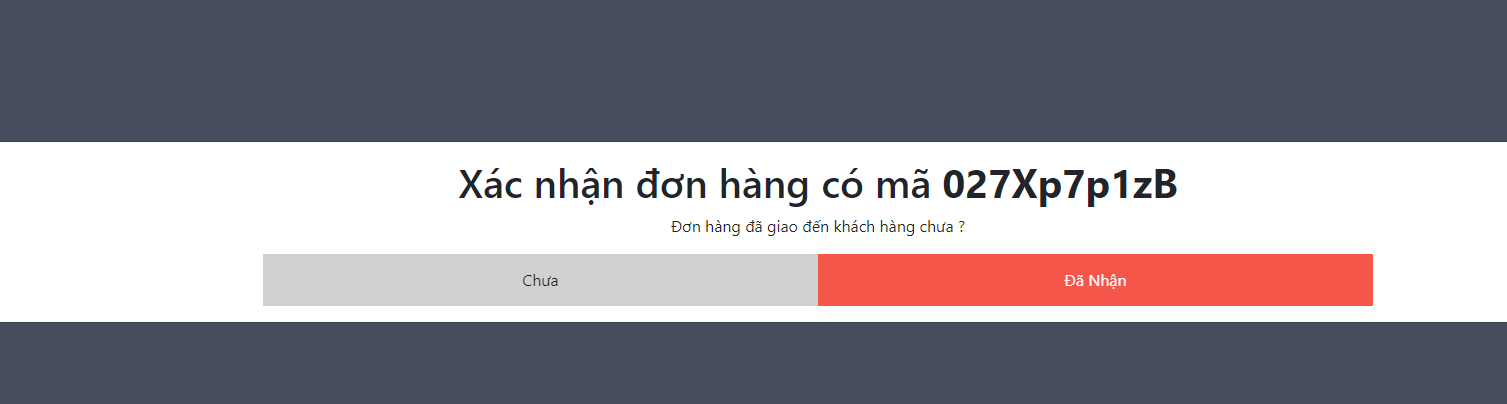 Xác nhận đơn hàng có mã 027Xp7p1zB
Đơn hàng đã giao đến khách hàng chưa ?
Chưa
Đã Nhận